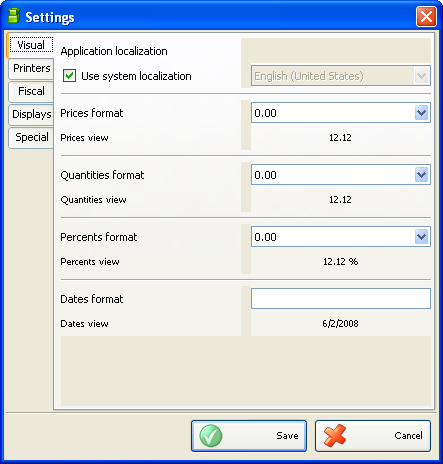 Settings
Visual
Printers
Fiscal
Displays
Special
Application localization
Use system localization
English (United States)
Prices format
0.00
Prices view
12.12
Quantities format
0.00
Quantities view
12.12
Percents format
0.00
Percents view
12.12 %
Dates format
Dates view
6/2/2008
Save
Cancel